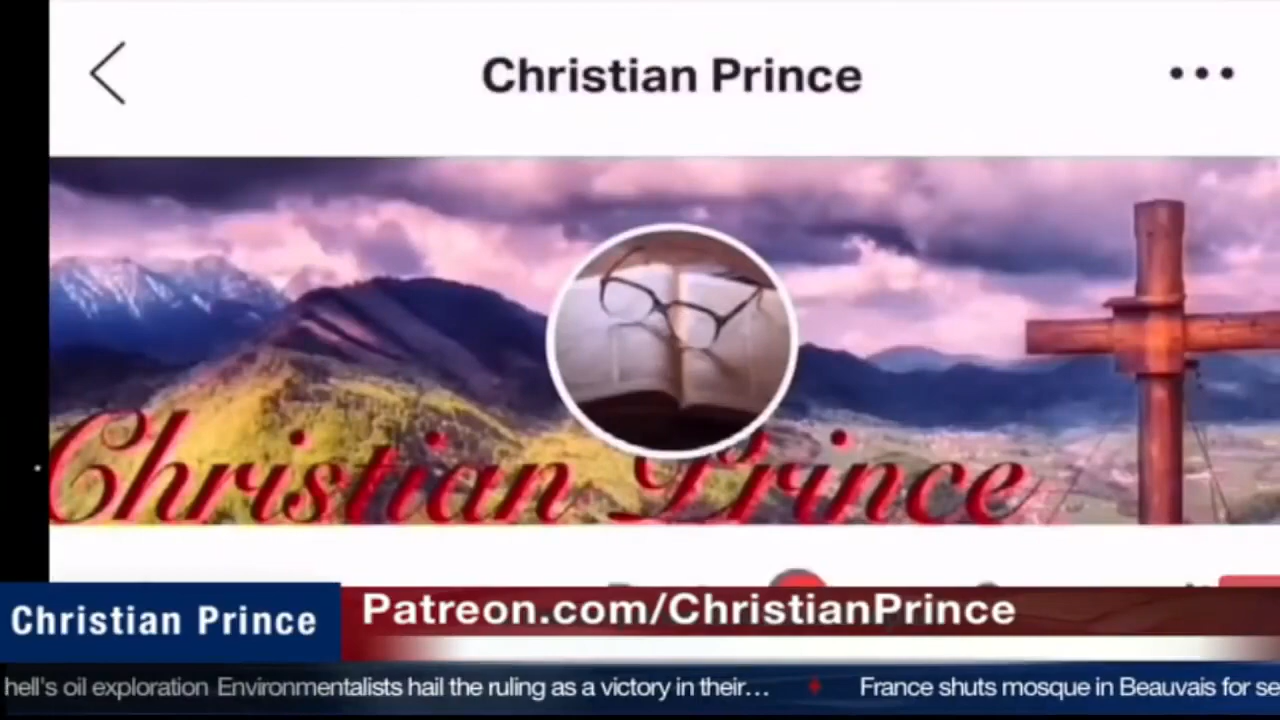 Christian Prince
Christian Prince
Patreon.com/ChristianPrince
Christian Prince
hell's oil exploration Environmentalists hail the ruling as a victory in their... France shuts mosque in Beauvais for se